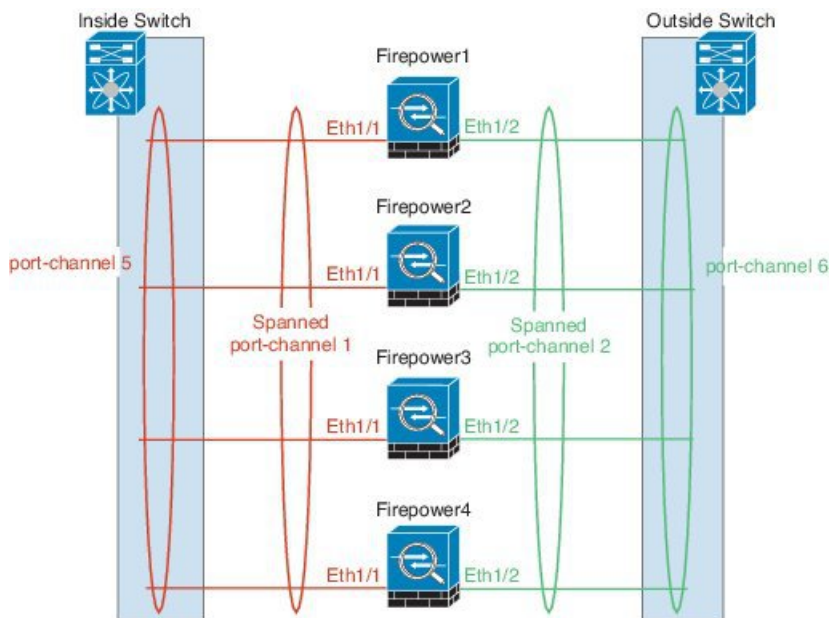 Inside Switch
Outside Switch
Firepower1
Eth1/1
Eth1/2
Firepower2
port-channel 5
Eth1/1
Eth1/2
port-channel 6
Spanned
port-channel 1
Spanned
port-channel 2
Firepower3
Eth1/1
Eth1/2
Firepower4
Eth1/1
Eth1/2